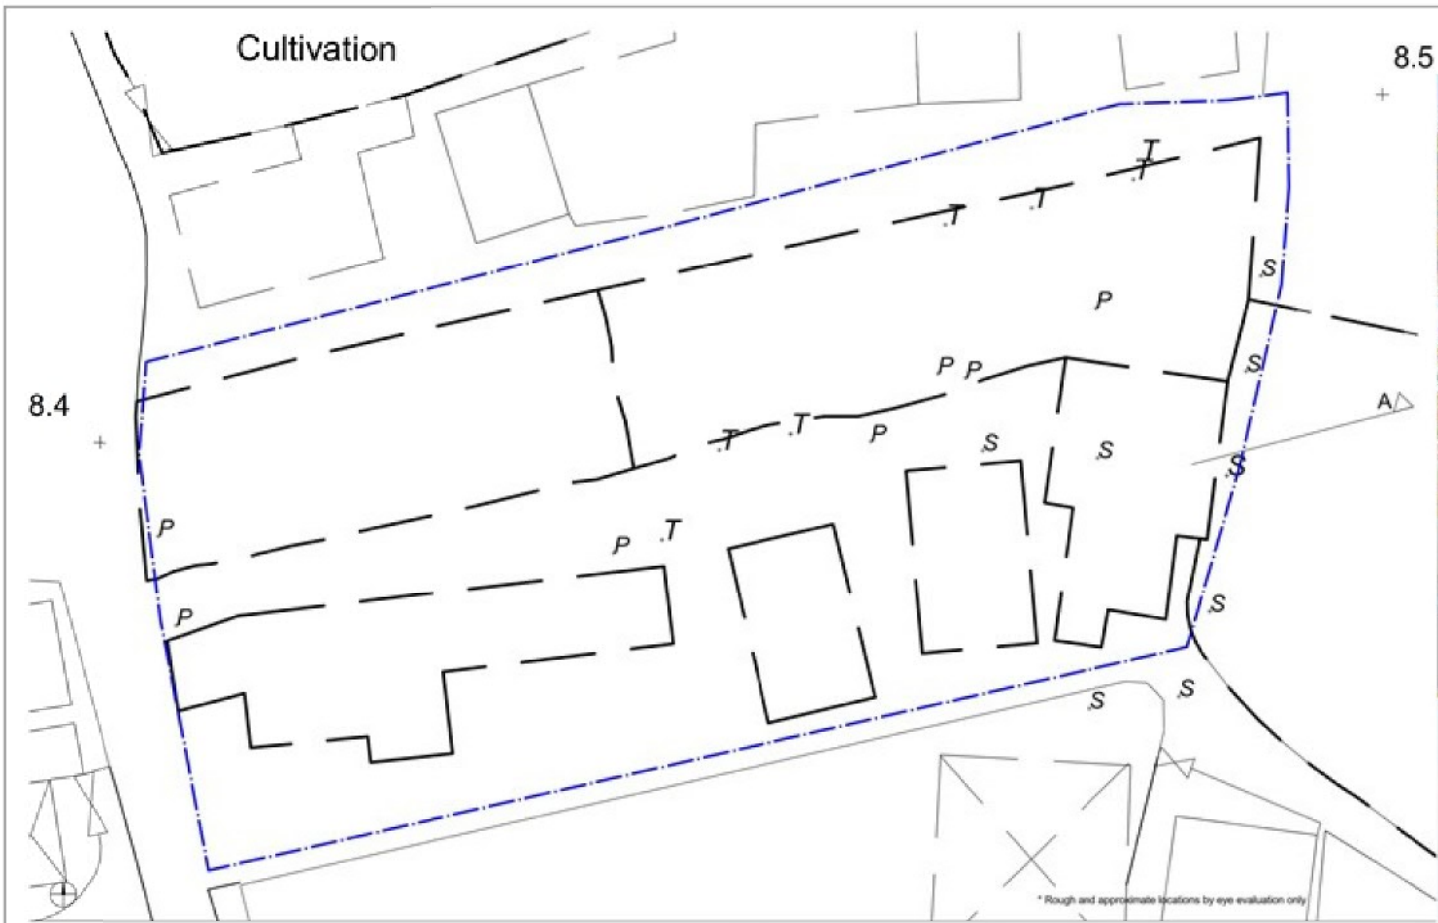 Cultivation
8.5
T
T
T
T
S
P
P P
S
A
8.4
T
T
P
S
S
S
P
T
P
S
P
S
S
* Rough and approximate locations by eye evaluation only